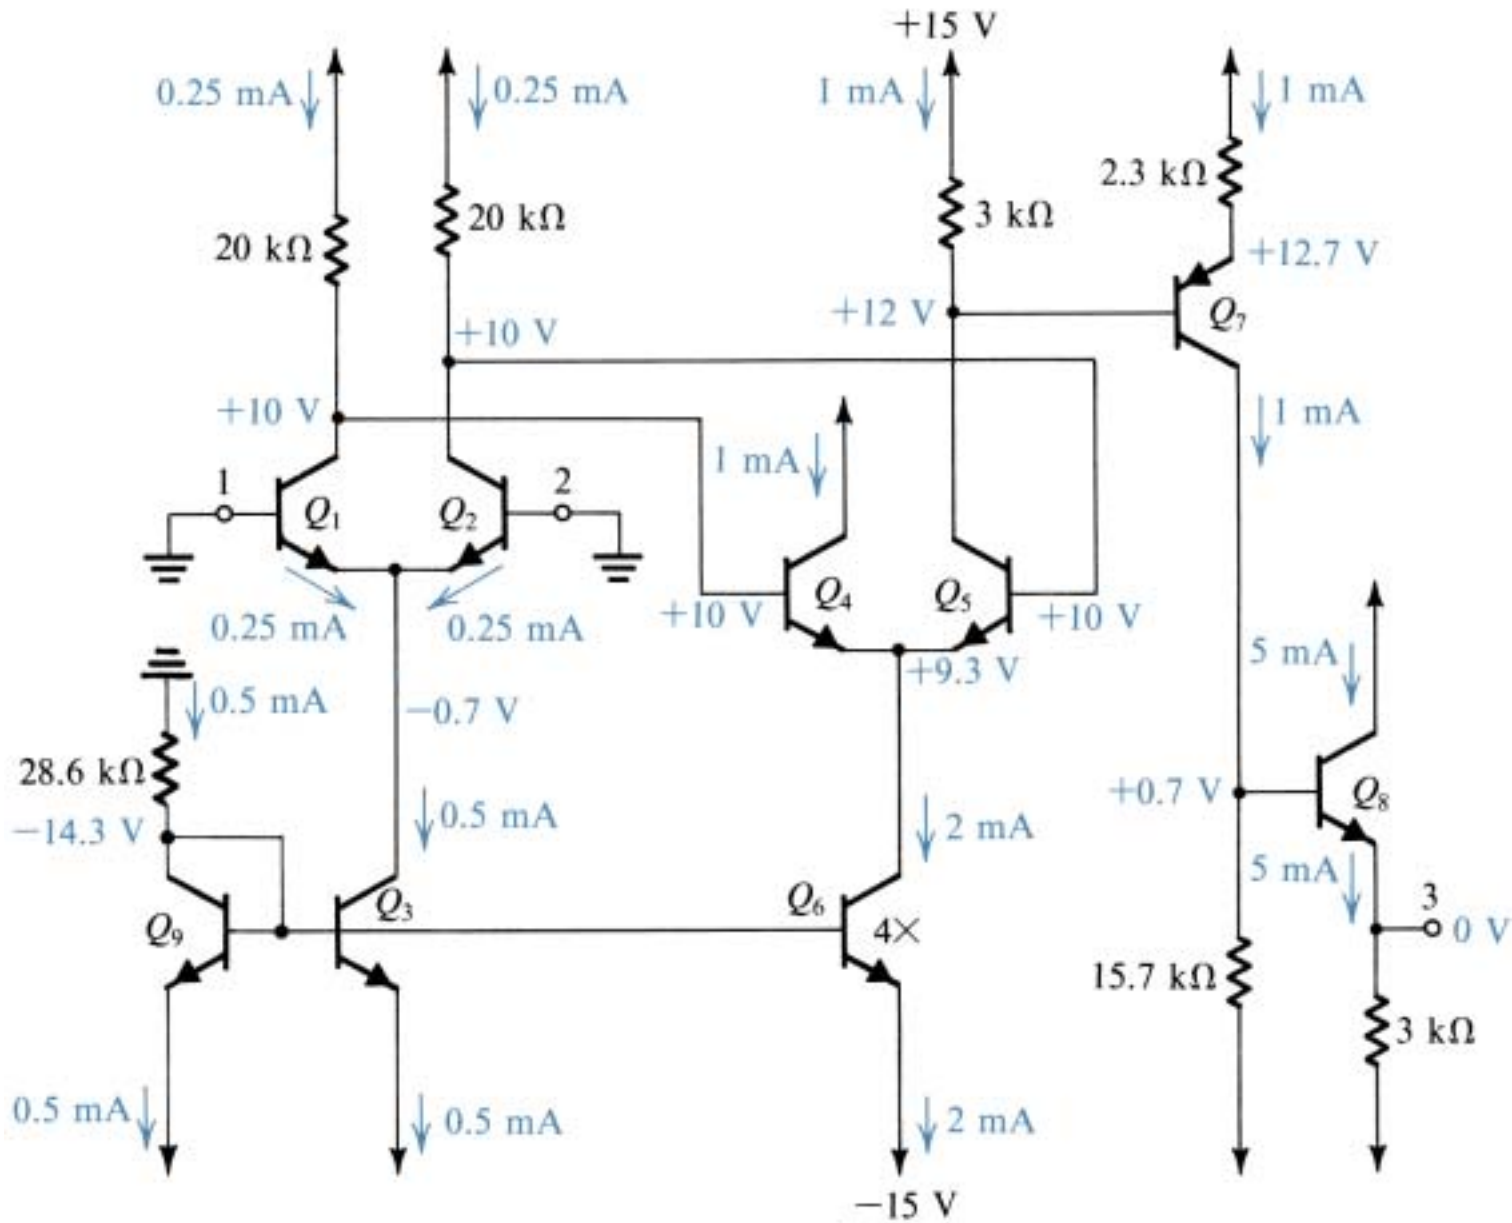 +15 V
0.25 mA
0.25 mA
1 mA
1 mA
2.3 kΩ
20 kΩ
20 kΩ
3 kΩ
+12.7 V
+12 V
Q7
+10 V
+10 V
1 mA
1 mA
1
Q1
Q2
2
Q4
Q5
+10 V
+10 V
0.25 mA
0.25 mA
+9.3 V
5 mA
0.5 mA
−0.7 V
28.6 kΩ
+0.7 V
Q8
−14.3 V
0.5 mA
2 mA
5 mA
Q9
Q3
Q6
4×
3
0 V
15.7 kΩ
3 kΩ
0.5 mA
0.5 mA
2 mA
−15 V